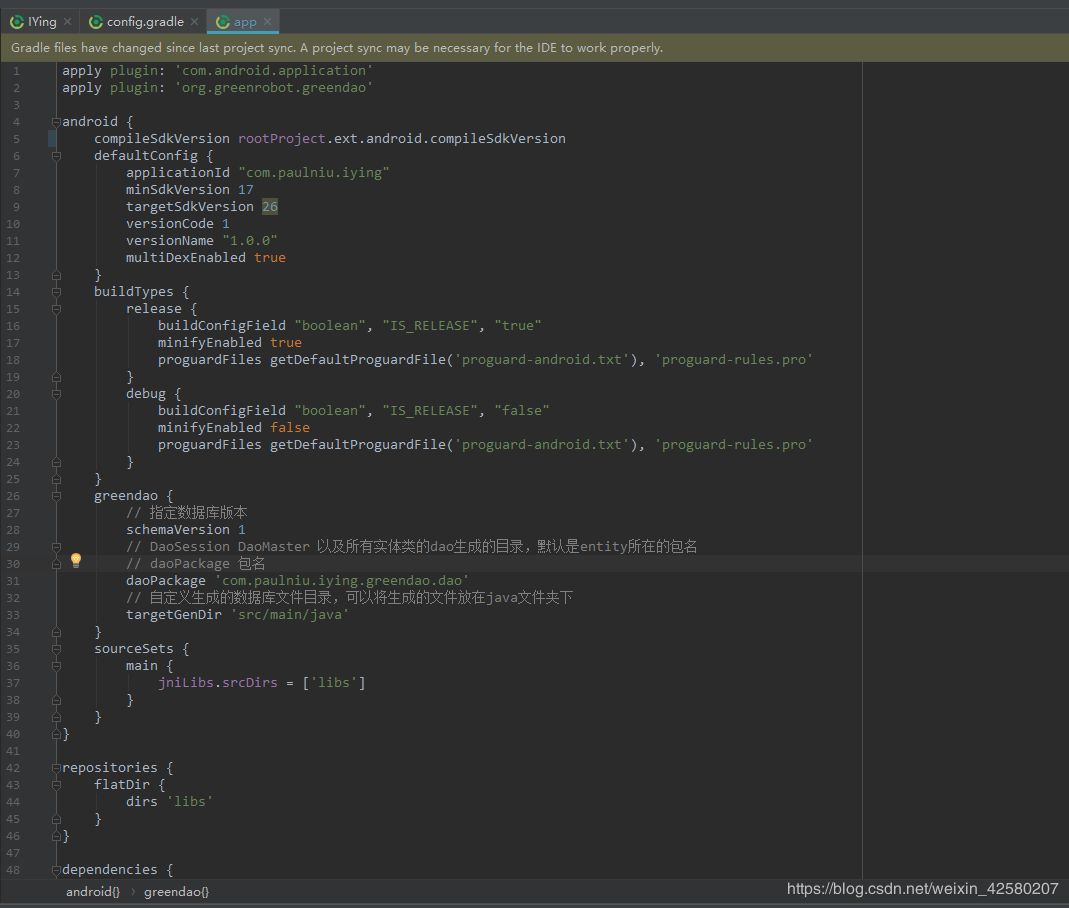 IYing config.gradle app
Gradle files have changed since last project sync. A project sync may be necessary for the IDE to work properly.
1 apply plugin: 'com.android.application'
2 apply plugin: 'org.greenrobot.greendao'
3
4 android {
5 compileSdkVersion rootProject.ext.android.compileSdkVersion
6 defaultConfig {
7 applicationId "com.paulniu.iying"
8 minSdkVersion 17
9 targetSdkVersion 26
10 versionCode 1
11 versionName "1.0.0"
12 multiDexEnabled true
13 }
14 buildTypes {
15 release {
16 buildConfigField "boolean", "IS_RELEASE", "true"
17 minifyEnabled true
18 proguardFiles getDefaultProguardFile('proguard-android.txt'), 'proguard-rules.pro'
19 }
20 debug {
21 buildConfigField "boolean", "IS_RELEASE", "false"
22 minifyEnabled false
23 proguardFiles getDefaultProguardFile('proguard-android.txt'), 'proguard-rules.pro'
24 }
25 }
26 greendao {
27 // 指定数据库版本
28 schemaVersion 1
29 // DaoSession DaoMaster 以及所有实体类的dao生成的目录，默认是entity所在的包名
30 // daoPackage 包名
31 daoPackage 'com.paulniu.iying.greendao.dao'
32 // 自定义生成的数据库文件目录，可以将生成的文件放在java文件夹下
33 targetGenDir 'src/main/java'
34 }
35 sourceSets {
36 main {
37 jniLibs.srcDirs = ['libs']
38 }
39 }
40 }
41
42 repositories {
43 flatDir {
44 dirs 'libs'
45 }
46 }
47
48 dependencies {
android{} › greendao{}
https://blog.csdn.net/weixin_42580207